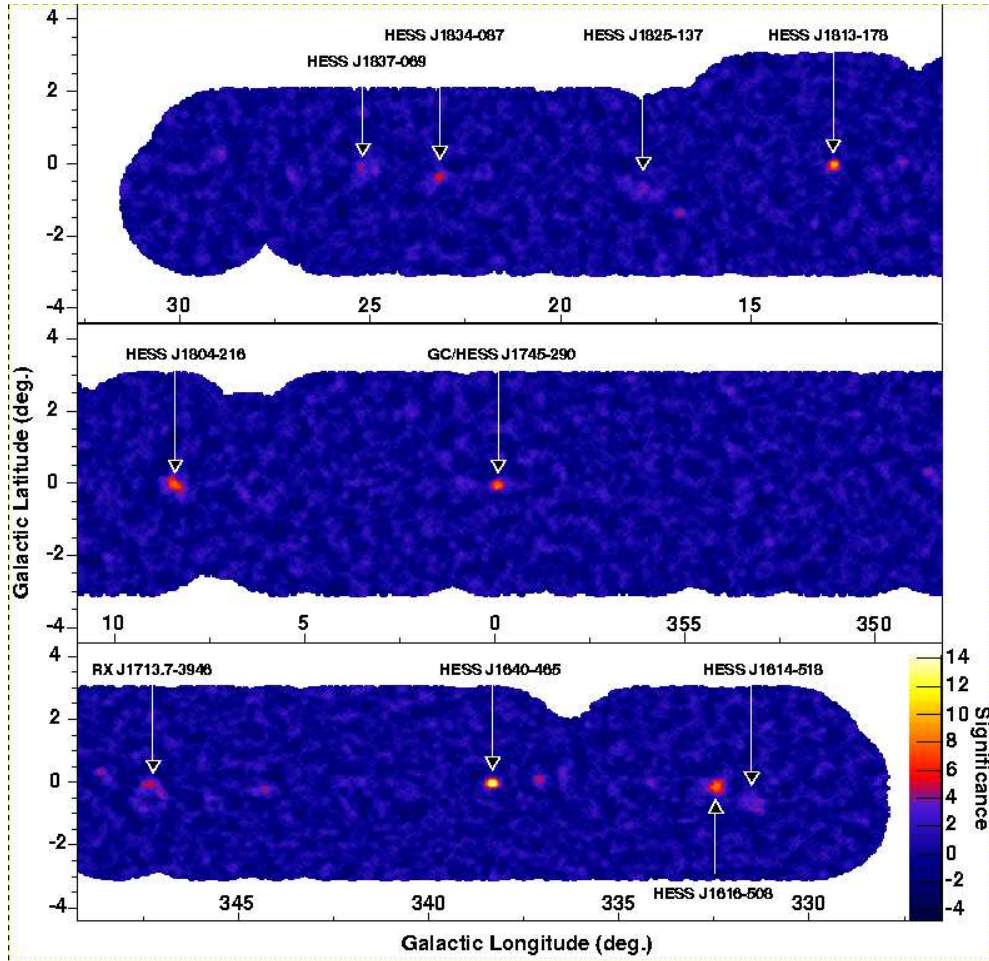 HESS J1834-087 HESS J1825-137 HESS J1813-178
HESS J1837-069
4
2
0
-2
-4
30 25 20 15
HESS J1804-216 GC/HESS J1745-290
4
2
0
-2
-4
10 5 0 355 350
RX J1713.7-3946 HESS J1640-465 HESS J1614-518
4
2
0
-2
-4
HESS J1616-508
345 340 335 330
14
12
10
8
6
4
2
0
-2
-4
Significance
Galactic Latitude (deg.)
Galactic Longitude (deg.)